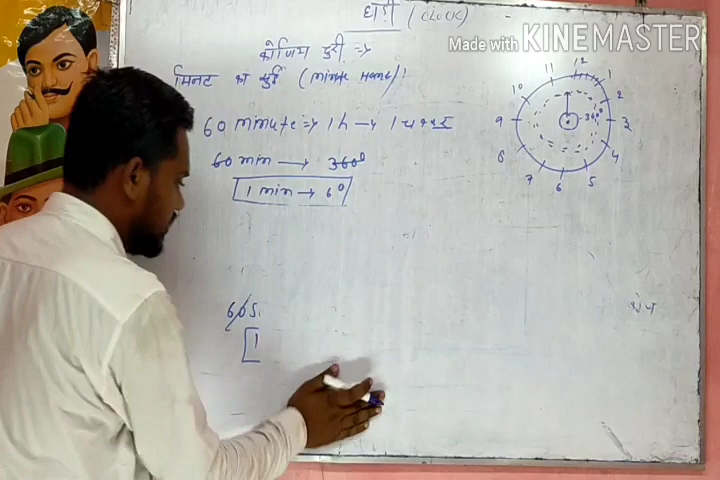 घड़ी (CLOCK)
Made with KINEMASTER
कोणिय दुरी =>
मिनट का सुई (Minute Hand)
60 minute => 1h → 1 चक्कर
60 min → 360°
1 min → 6°
60 S.
1
12
11
1
10
2
9
360°
3
8
4
7
6
5